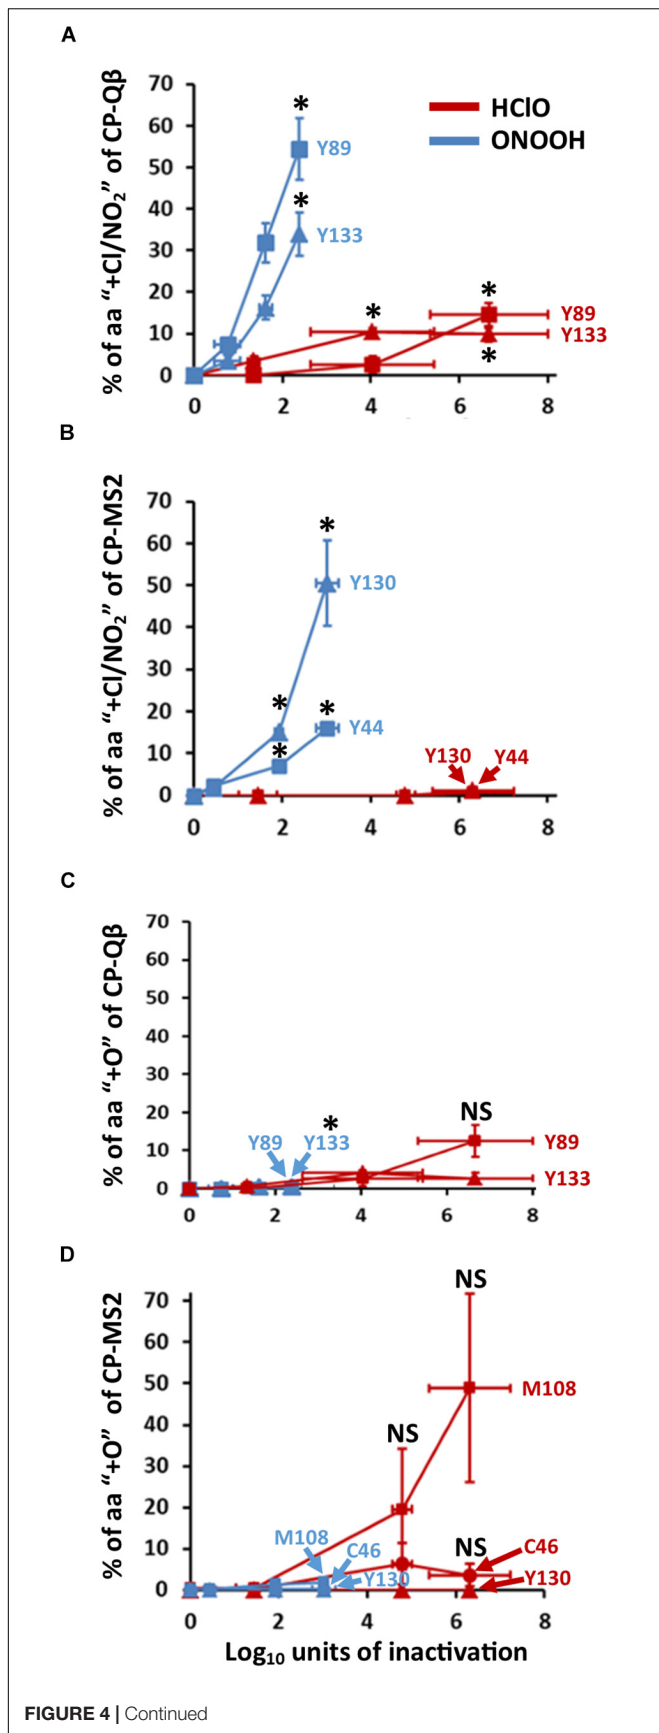 A
% of aa “+Cl/NO2” of CP-Qβ
70
60
50
40
30
20
10
0
0 2 4 6 8
HClO
ONOOH
*
Y89
*
Y133
*
*
Y89
Y133
*
B
% of aa “+Cl/NO2” of CP-MS2
70
60
50
40
30
20
10
0
0 2 4 6 8
*
Y130
*
*
Y44
*
Y130 Y44
C
% of aa “+O” of CP-Qβ
70
60
50
40
30
20
10
0
0 2 4 6 8
*
Y89 Y133
NS
Y89
Y133
D
% of aa “+O” of CP-MS2
70
60
50
40
30
20
10
0
0 2 4 6 8
NS
M108
NS
M108
C46
Y130
NS
C46
Y130
Log10 units of inactivation
FIGURE 4 | Continued